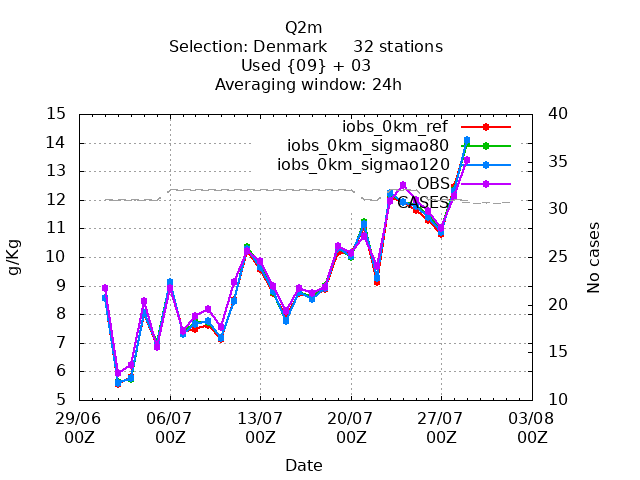 Q2m
Selection: Denmark 32 stations
Used {09} + 03
Averaging window: 24h
15 40
14
13 35
12
11 30
10 25
9
8 20
7
6 15
5 10
g/Kg
No cases
iobs_0km_ref
iobs_0km_sigmao80
iobs_0km_sigmao120
OBS
CASES
29/06 06/07 13/07 20/07 27/07 03/08
00Z 00Z 00Z 00Z 00Z 00Z
Date